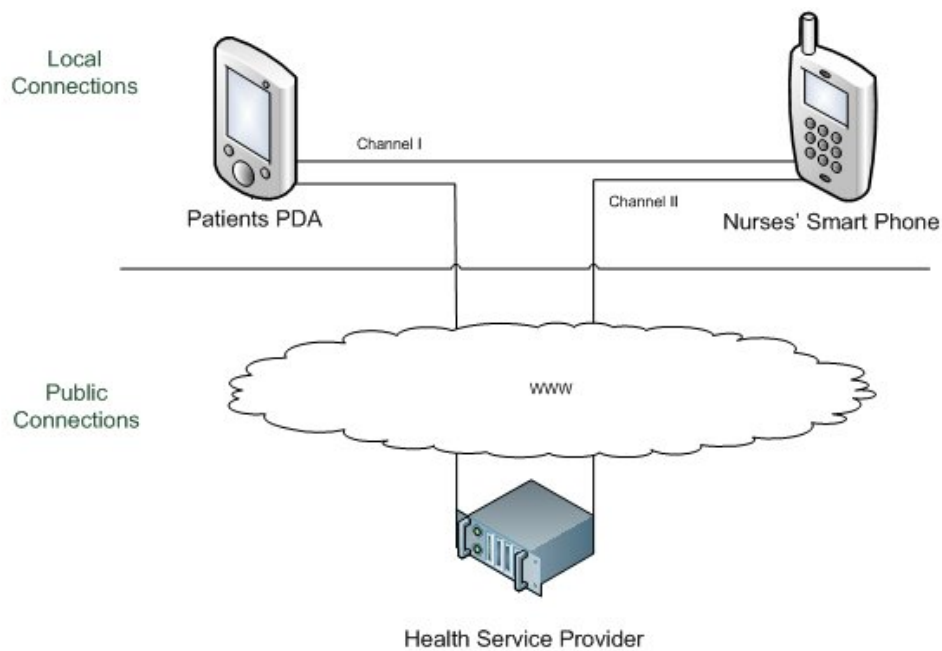 Local
Connections
Channel I
Channel II
Patients PDA
Nurses' Smart Phone
Public
Connections
WWW
Health Service Provider